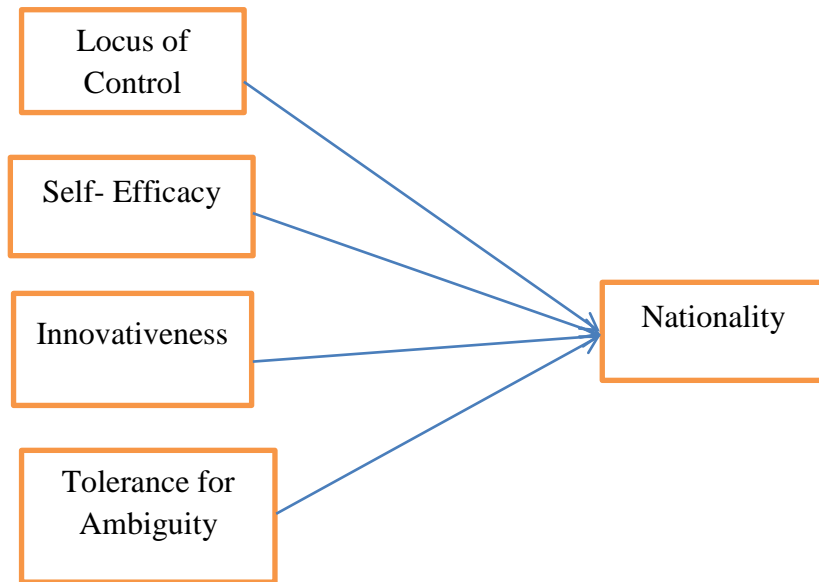 Locus of
Control
Self- Efficacy
Innovativeness
Nationality
Tolerance for
Ambiguity